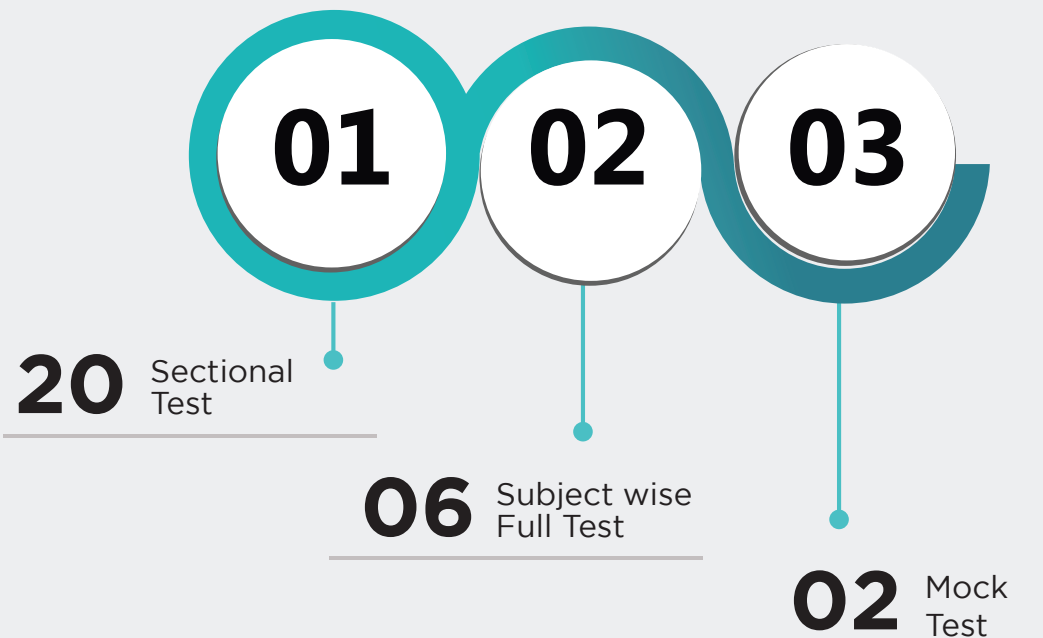 01 02 03
20 Sectional
Test
06 Subject wise
Full Test
02 Mock
Test